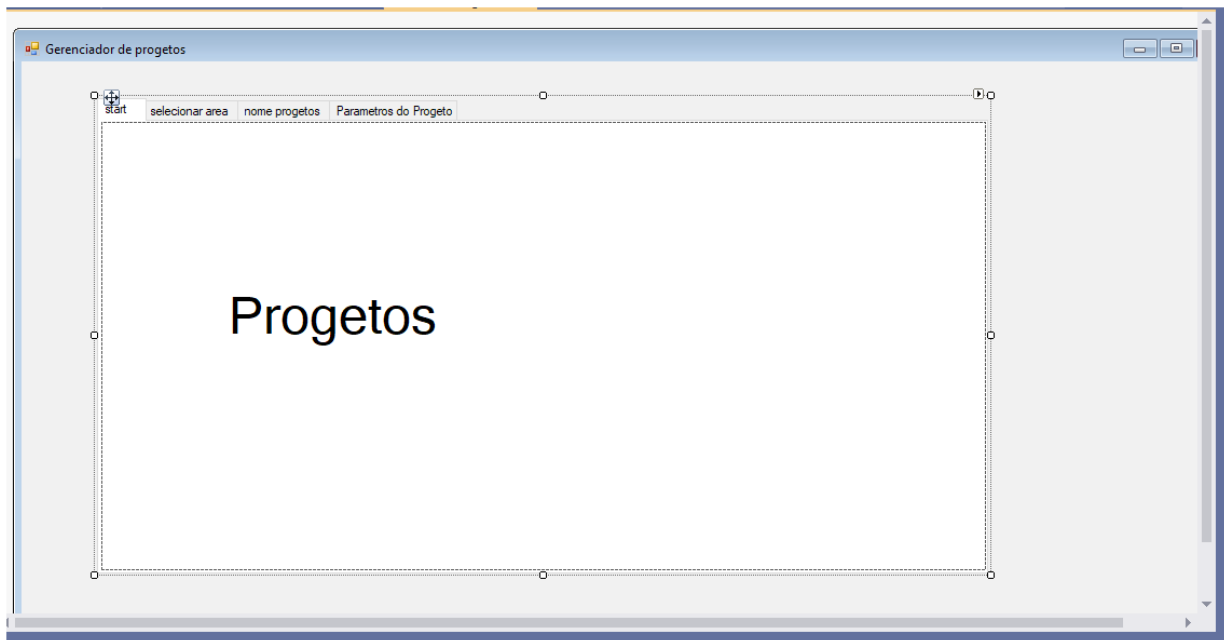 Gerenciador de progetos
start selecionar area nome progetos Parametros do Progeto
Progetos